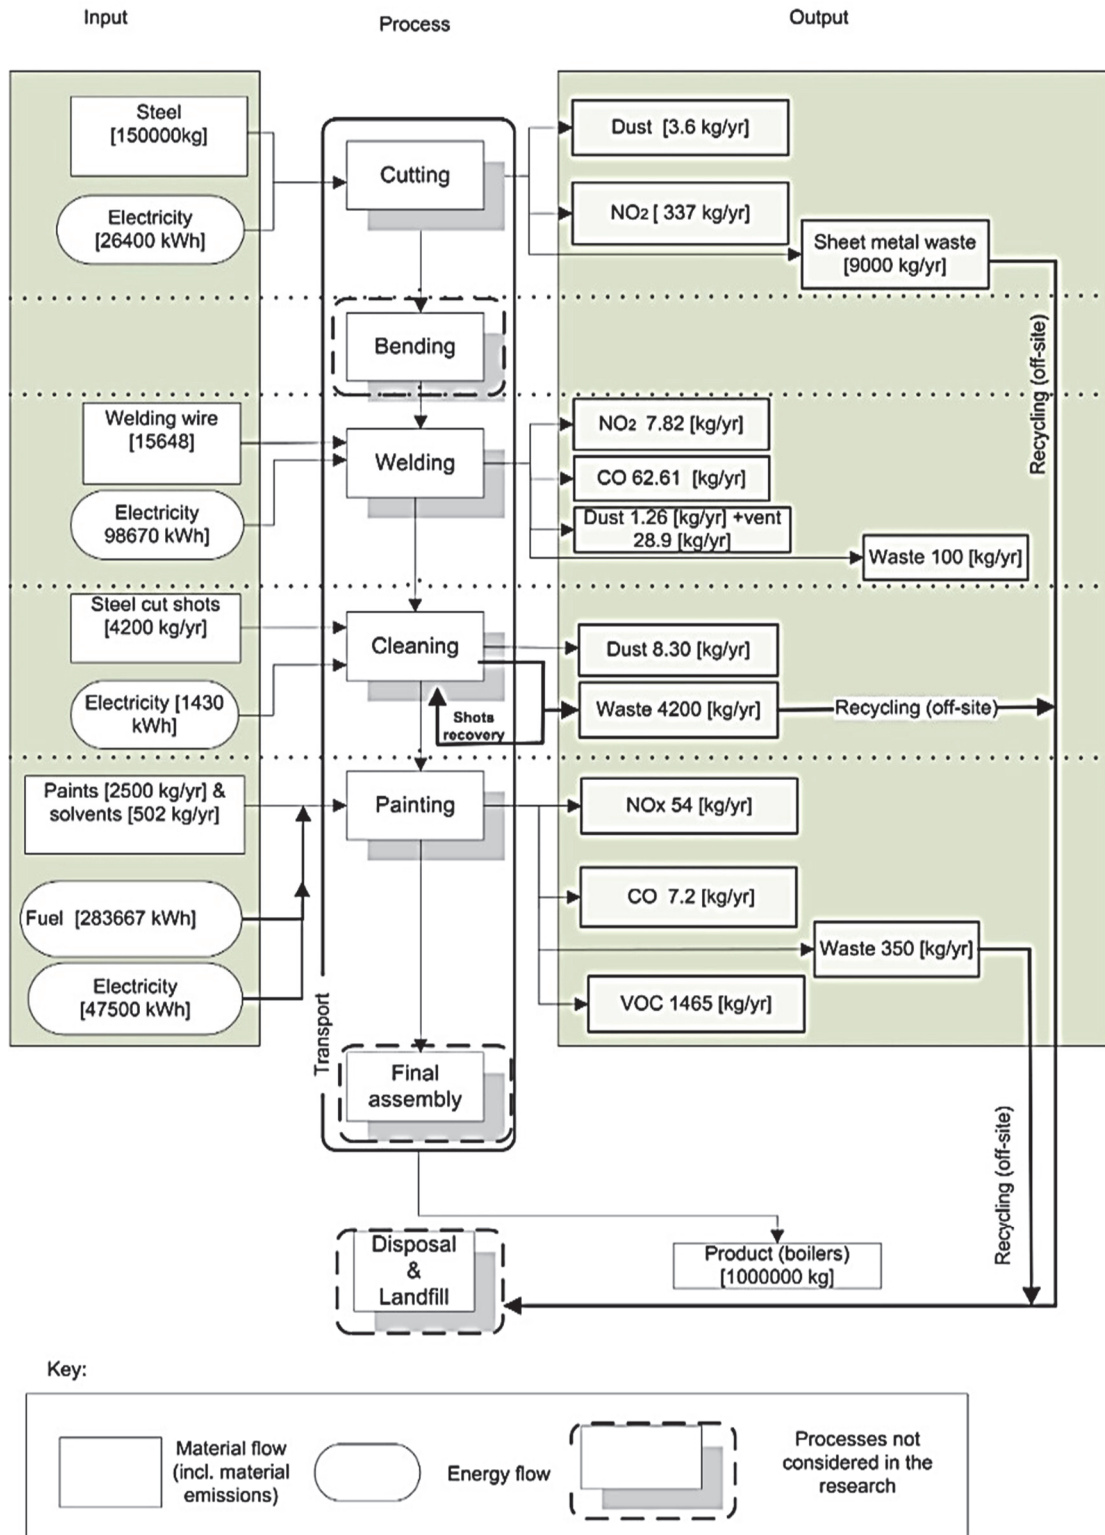 Input
Process
Output
Steel
[150000kg]
Electricity
[26400 kWh]
Cutting
Dust [3.6 kg/yr]
NO2 [ 337 kg/yr]
Sheet metal waste
[9000 kg/yr]
Recycling (off-site)
Bending
Welding wire
[15648]
Electricity
98670 kWh]
Welding
NO2 7.82 [kg/yr]
CO 62.61 [kg/yr]
Dust 1.26 [kg/yr] +vent
28.9 [kg/yr]
Waste 100 [kg/yr]
Steel cut shots
[4200 kg/yr]
Electricity [1430
kWh]
Cleaning
Shots
recovery
Dust 8.30 [kg/yr]
Waste 4200 [kg/yr]
Recycling (off-site)
Paints [2500 kg/yr] &
solvents [502 kg/yr]
Fuel [283667 kWh]
Electricity
[47500 kWh]
Painting
NOx 54 [kg/yr]
CO 7.2 [kg/yr]
Waste 350 [kg/yr]
VOC 1465 [kg/yr]
Transport
Final
assembly
Recycling (off-site)
Disposal
&
Landfill
Product (boilers)
[1000000 kg]
Key:
Material flow
(incl. material
emissions)
Energy flow
Processes not
considered in the
research